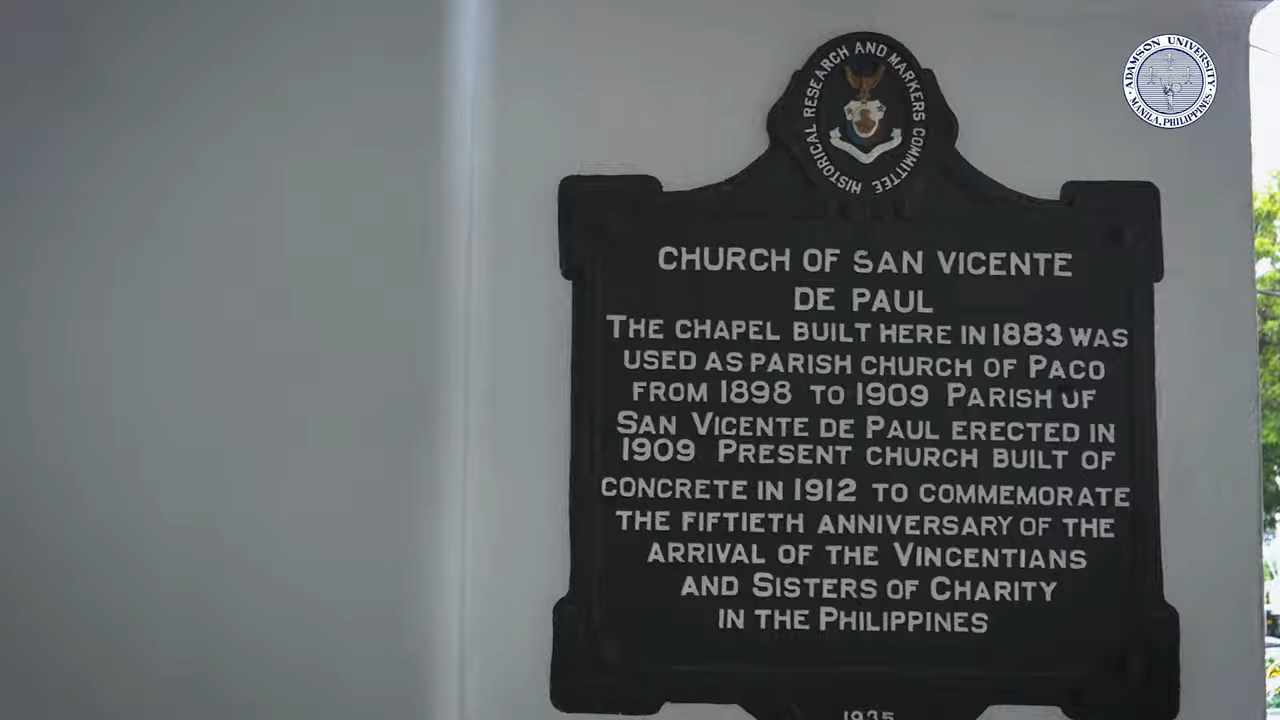 HISTORICAL RESEARCH AND MARKERS COMMITTEE
ADAMSON UNIVERSITY
MANILA, PHILIPPINES
CHURCH OF SAN VICENTE
DE PAUL
THE CHAPEL BUILT HERE IN 1883 WAS
USED AS PARISH CHURCH OF PACO
FROM 1898 TO 1909 PARISH OF
SAN VICENTE DE PAUL ERECTED IN
1909 PRESENT CHURCH BUILT OF
CONCRETE IN 1912 TO COMMEMORATE
THE FIFTIETH ANNIVERSARY OF THE
ARRIVAL OF THE VINCENTIANS
AND SISTERS OF CHARITY
IN THE PHILIPPINES
1935